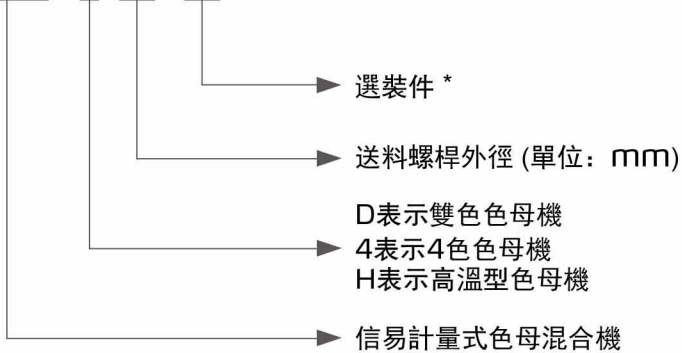 選裝件 *
送料螺桿外徑 (單位：mm)
D表示雙色色母機
4表示4色色母機
H表示高溫型色母機
信易計量式色母混合機